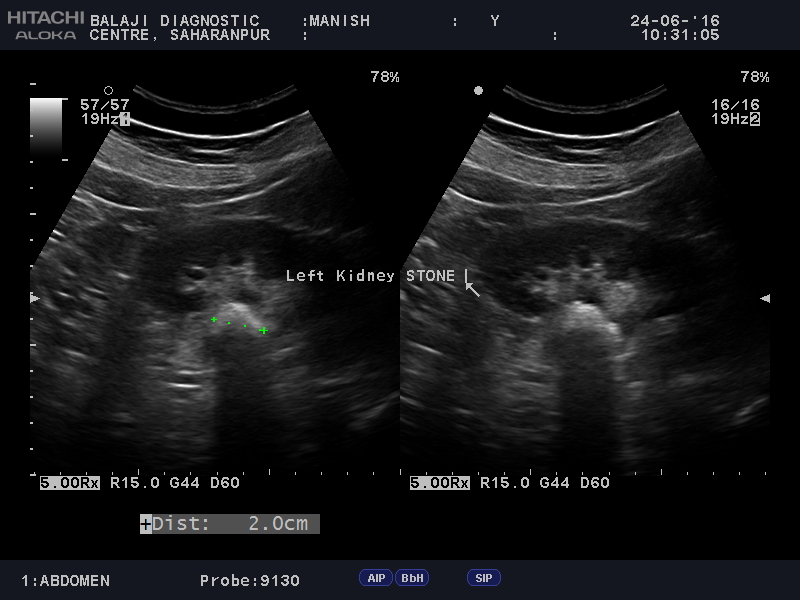 HITACHI
ALOKA
BALAJI DIAGNOSTIC :MANISH : Y 24-06-'16
CENTRE, SAHARANPUR : : 10:31:05
78% 78%
57/57 16/16
19Hz1 19Hz2
Left Kidney STONE
5.00Rx R15.0 G44 D60 5.00Rx R15.0 G44 D60
+Dist: 2.0cm
1:ABDOMEN Probe:9130 AIP BbH SIP